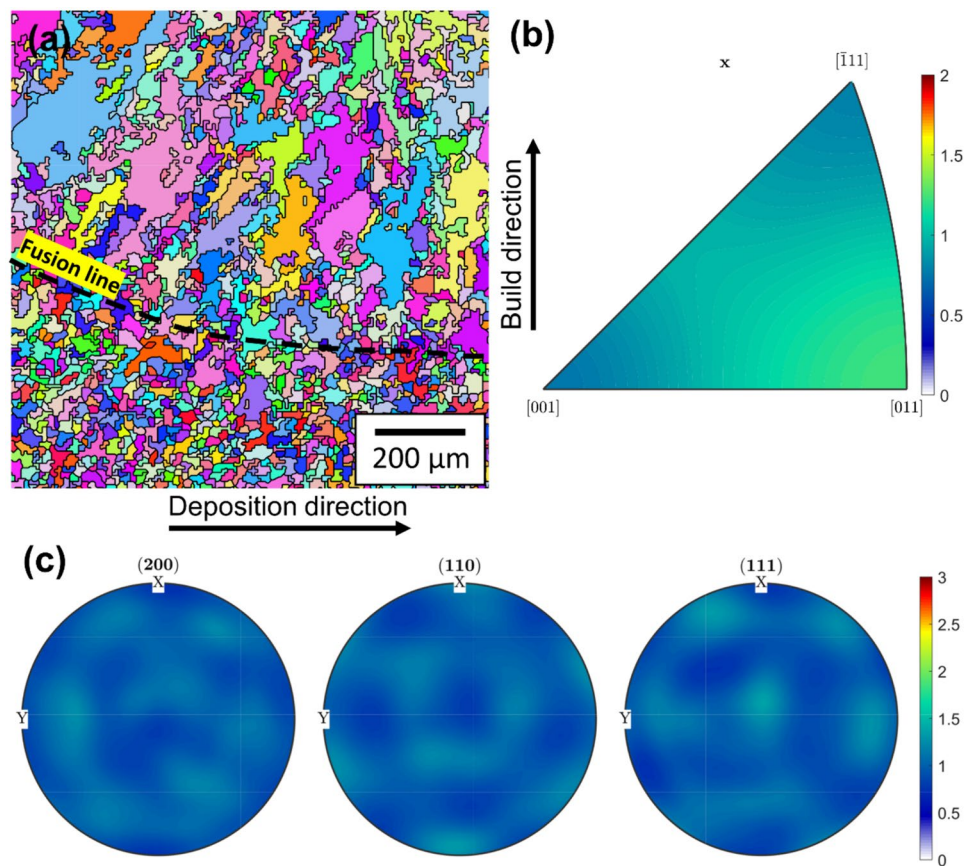 (a)
Fusion line
200 µm
Deposition direction
(b)
x
[1̄11]
Build direction
[001]
[011]
2
1.5
1
0.5
0
(c)
(200)
X
Y
(110)
X
Y
(111)
X
Y
3
2.5
2
1.5
1
0.5
0